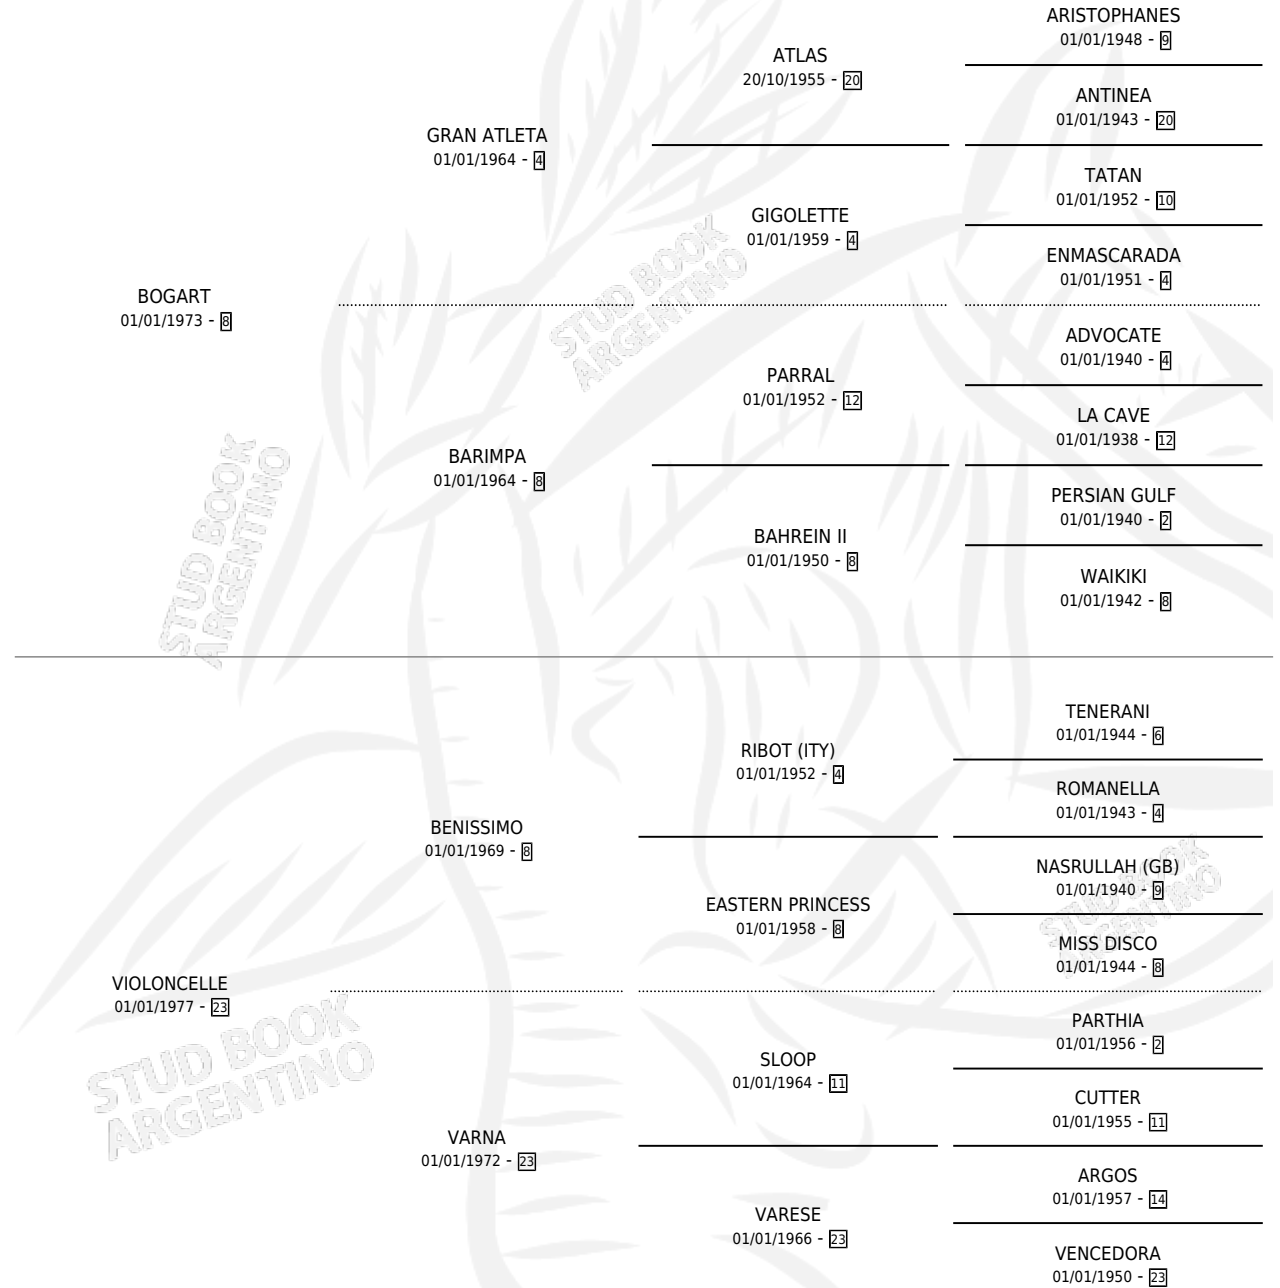 ARISTOPHANES
01/01/1948 - 9
ATLAS
20/10/1955 - 20
ANTINEA
01/01/1943 - 20
GRAN ATLETA
01/01/1964 - 4
TATAN
01/01/1952 - 10
GIGOLETTE
01/01/1959 - 4
ENMASCARADA
01/01/1951 - 4
BOGART
01/01/1973 - 8
STUD BOOK
ARGENTINO
ADVOCATE
01/01/1940 - 4
PARRAL
01/01/1952 - 12
LA CAVE
01/01/1938 - 12
BARIMPA
01/01/1964 - 8
PERSIAN GULF
01/01/1940 - 2
BAHREIN II
01/01/1950 - 8
WAIKIKI
01/01/1942 - 8
STUD BOOK
ARGENTINO
TENERANI
01/01/1944 - 6
RIBOT (ITY)
01/01/1952 - 4
ROMANELLA
01/01/1943 - 4
BENISSIMO
01/01/1969 - 8
NASRULLAH (GB)
01/01/1940 - 9
EASTERN PRINCESS
01/01/1958 - 8
MISS DISCO
01/01/1944 - 8
STUD BOOK
ARGENTINO
VIOLONCELLE
01/01/1977 - 23
PARTHIA
01/01/1956 - 2
SLOOP
01/01/1964 - 11
CUTTER
01/01/1955 - 11
STUD BOOK
ARGENTINO
VARNA
01/01/1972 - 23
ARGOS
01/01/1957 - 14
VARESE
01/01/1966 - 23
VENCEDORA
01/01/1950 - 23